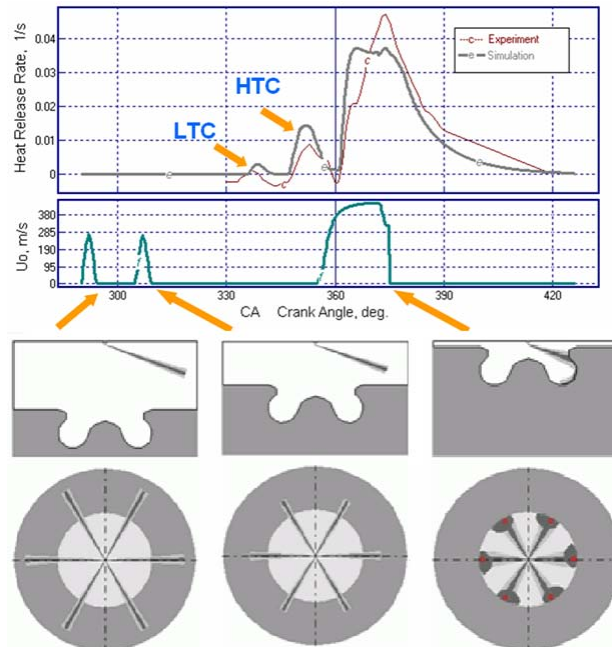 Heat Release Rate, 1/s
0.04
0.03
0.02
0.01
0
c Experiment
e Simulation
HTC
LTC
c
e
c
e
Uo, m/s
380
285
190
95
0
300
330
360
390
420
CA Crank Angle, deg.